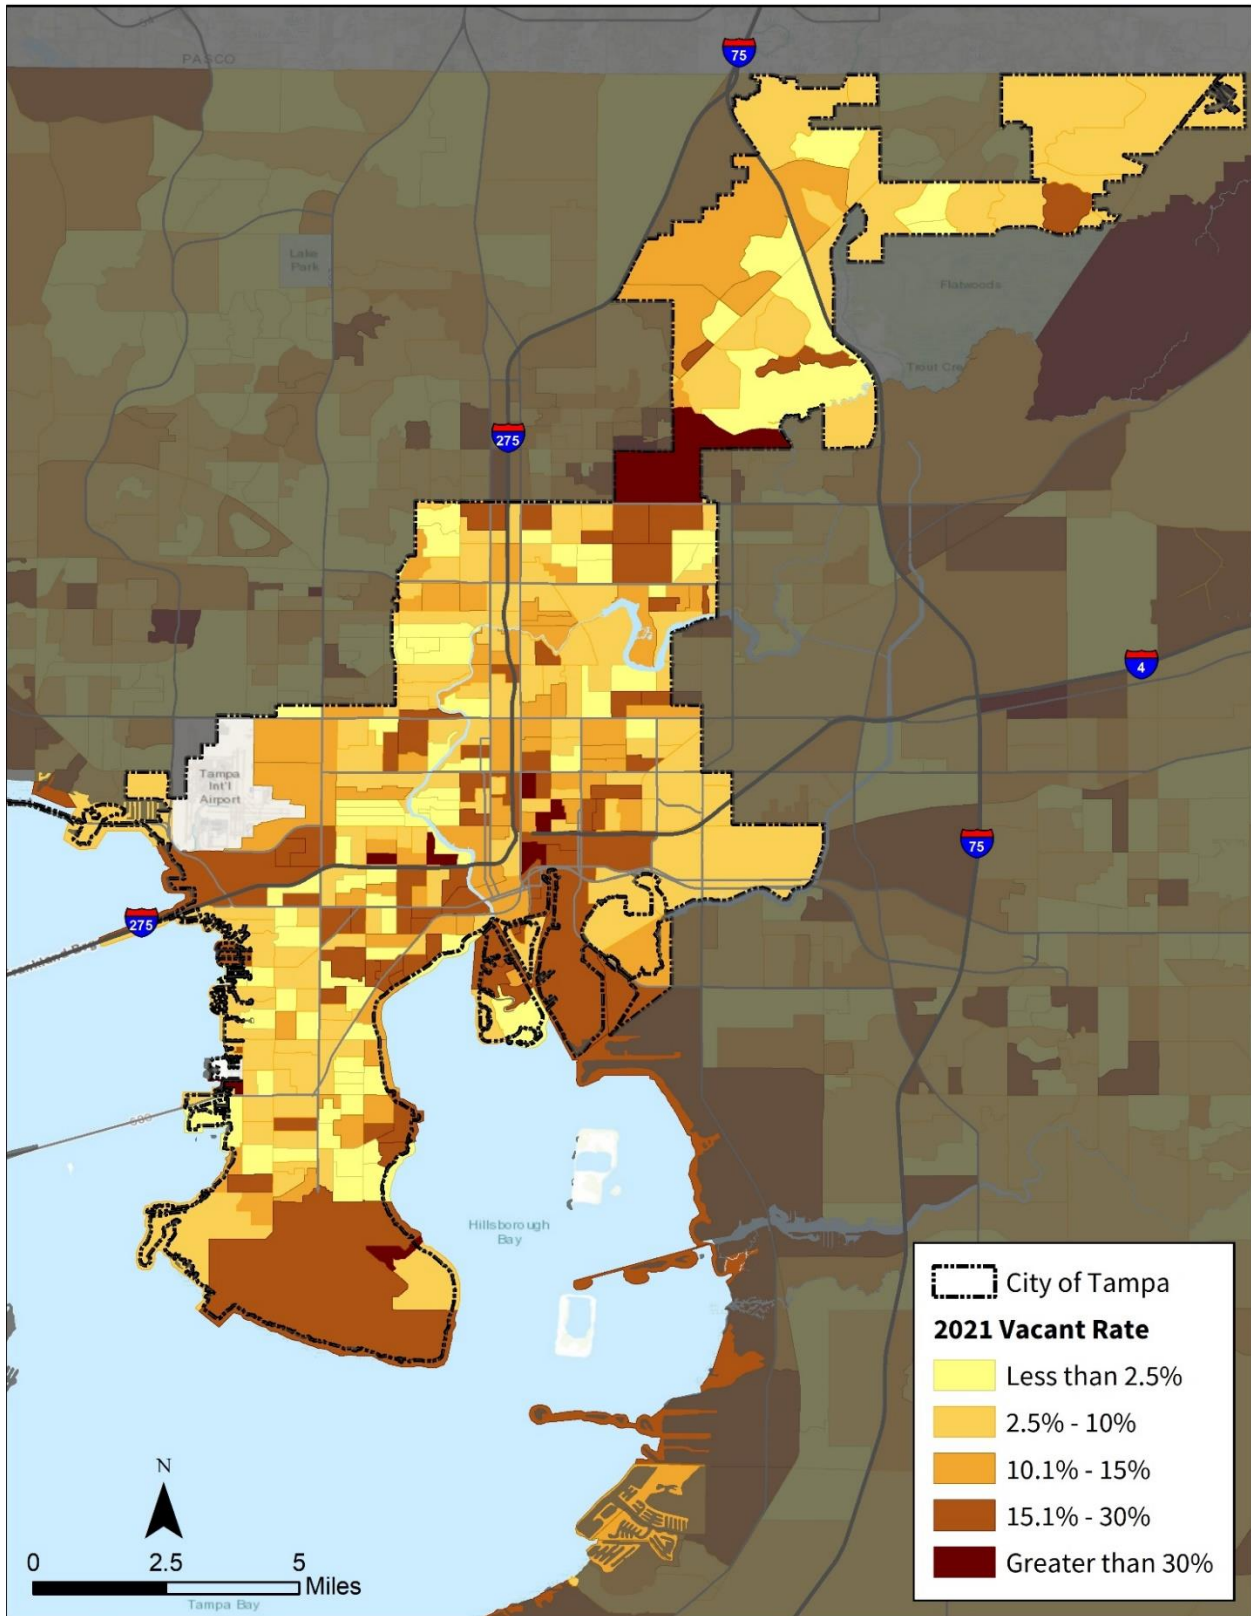 PASCO
75
Lake
Park
Flatwoods
275
4
Tampa
Int'l
Airport
75
275
600
Hillsborough
Bay
City of Tampa
2021 Vacant Rate
Less than 2.5%
2.5% - 10%
10.1% - 15%
15.1% - 30%
Greater than 30%
N
0 2.5 5
Miles
Tampa Bay